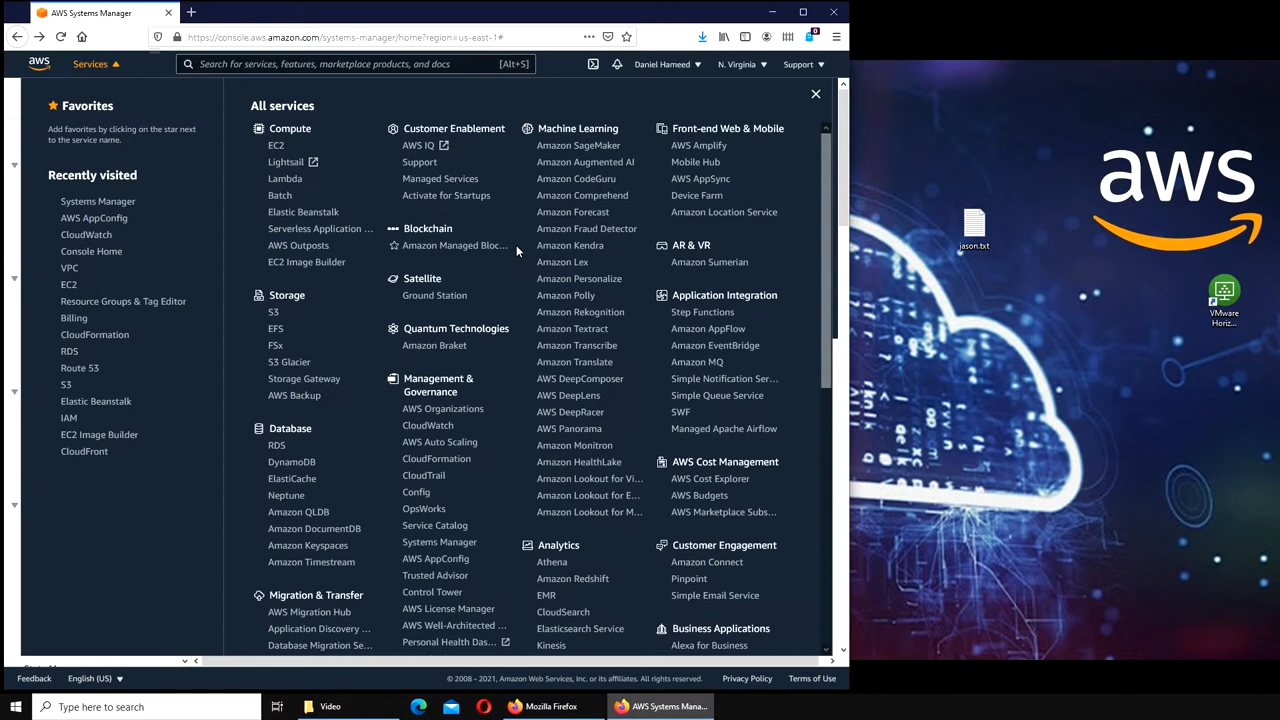 AWS Systems Manager
https://console.aws.amazon.com/systems-manager/home?region=us-east-1#
0
aws
Services
Search for services, features, marketplace products, and docs [Alt+S]
Daniel Hameed
N. Virginia
Support
Favorites
Add favorites by clicking on the star next
to the service name.
Recently visited
Systems Manager
AWS AppConfig
CloudWatch
Console Home
VPC
EC2
Resource Groups & Tag Editor
Billing
CloudFormation
RDS
Route 53
S3
Elastic Beanstalk
IAM
EC2 Image Builder
CloudFront
All services
Compute
EC2
Lightsail
Lambda
Batch
Elastic Beanstalk
Serverless Application ...
AWS Outposts
EC2 Image Builder
Storage
S3
EFS
FSx
S3 Glacier
Storage Gateway
AWS Backup
Database
RDS
DynamoDB
ElastiCache
Neptune
Amazon QLDB
Amazon DocumentDB
Amazon Keyspaces
Amazon Timestream
Migration & Transfer
AWS Migration Hub
Application Discovery ...
Database Migration Se...
Customer Enablement
AWS IQ
Support
Managed Services
Activate for Startups
Blockchain
Amazon Managed Bloc...
Satellite
Ground Station
Quantum Technologies
Amazon Braket
Management &
Governance
AWS Organizations
CloudWatch
AWS Auto Scaling
CloudFormation
CloudTrail
Config
OpsWorks
Service Catalog
Systems Manager
AWS AppConfig
Trusted Advisor
Control Tower
AWS License Manager
AWS Well-Architected ...
Personal Health Das...
Machine Learning
Amazon SageMaker
Amazon Augmented AI
Amazon CodeGuru
Amazon Comprehend
Amazon Forecast
Amazon Fraud Detector
Amazon Kendra
Amazon Lex
Amazon Personalize
Amazon Polly
Amazon Rekognition
Amazon Textract
Amazon Transcribe
Amazon Translate
AWS DeepComposer
AWS DeepLens
AWS DeepRacer
AWS Panorama
Amazon Monitron
Amazon HealthLake
Amazon Lookout for Vi...
Amazon Lookout for E...
Amazon Lookout for M...
Analytics
Athena
Amazon Redshift
EMR
CloudSearch
Elasticsearch Service
Kinesis
Front-end Web & Mobile
AWS Amplify
Mobile Hub
AWS AppSync
Device Farm
Amazon Location Service
AR & VR
Amazon Sumerian
Application Integration
Step Functions
Amazon AppFlow
Amazon EventBridge
Amazon MQ
Simple Notification Ser...
Simple Queue Service
SWF
Managed Apache Airflow
AWS Cost Management
AWS Cost Explorer
AWS Budgets
AWS Marketplace Subs...
Customer Engagement
Amazon Connect
Pinpoint
Simple Email Service
Business Applications
Alexa for Business
Feedback
English (US)
© 2008 - 2021, Amazon Web Services, Inc. or its affiliates. All rights reserved.
Privacy Policy
Terms of Use
aws
jason.txt
VMware
Horiz...
Type here to search
Video
Mozilla Firefox
AWS Systems Mana...